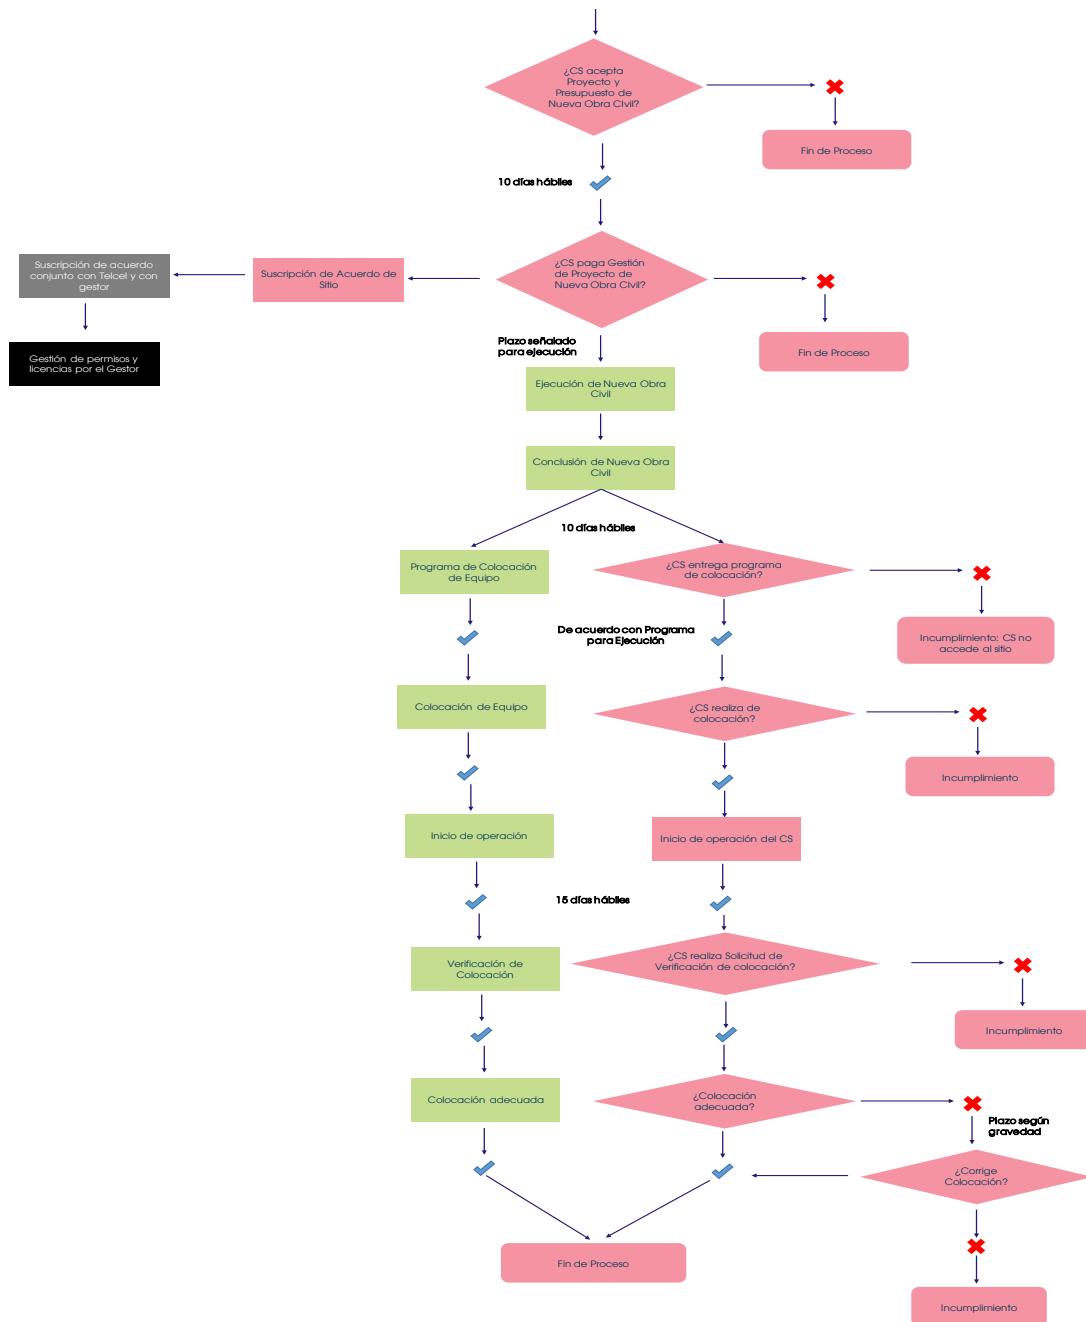 ¿CS acepta
Proyecto y
Presupuesto de
Nueva Obra Civil?
Fin de Proceso
10 días hábiles
Suscripción de acuerdo
conjunto con Telcel y con
gestor
Suscripción de Acuerdo de
Sitio
¿CS paga Gestión
de Proyecto de
Nueva Obra Civil?
Fin de Proceso
Gestión de permisos y
licencias por el Gestor
Plazo señalado
para ejecución
Ejecución de Nueva Obra
Civil
Conclusión de Nueva Obra
Civil
10 días hábiles
Programa de Colocación
de Equipo
¿CS entrega programa
de colocación?
De acuerdo con Programa
para Ejecución
Incumplimiento: CS no
accede al sitio
Colocación de Equipo
¿CS realiza de
colocación?
Incumplimiento
Inicio de operación
Inicio de operación del CS
15 días hábiles
Verificación de
Colocación
¿CS realiza Solicitud de
Verificación de colocación?
Incumplimiento
Colocación adecuada
¿Colocación
adecuada?
Plazo según
gravedad
¿Corrige
Colocación?
Fin de Proceso
Incumplimiento